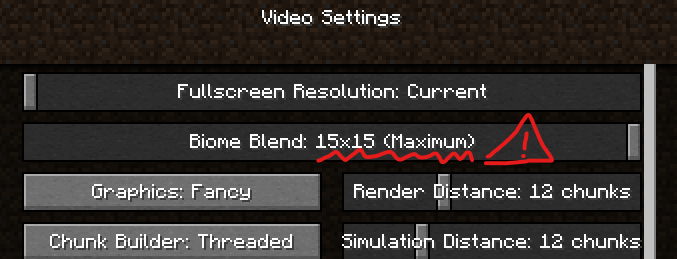 Video Settings
Fullscreen Resolution: Current
Biome Blend: 15x15 (Maximum) !
Graphics: Fancy Render Distance: 12 chunks
Chunk Builder: Threaded Simulation Distance: 12 chunks